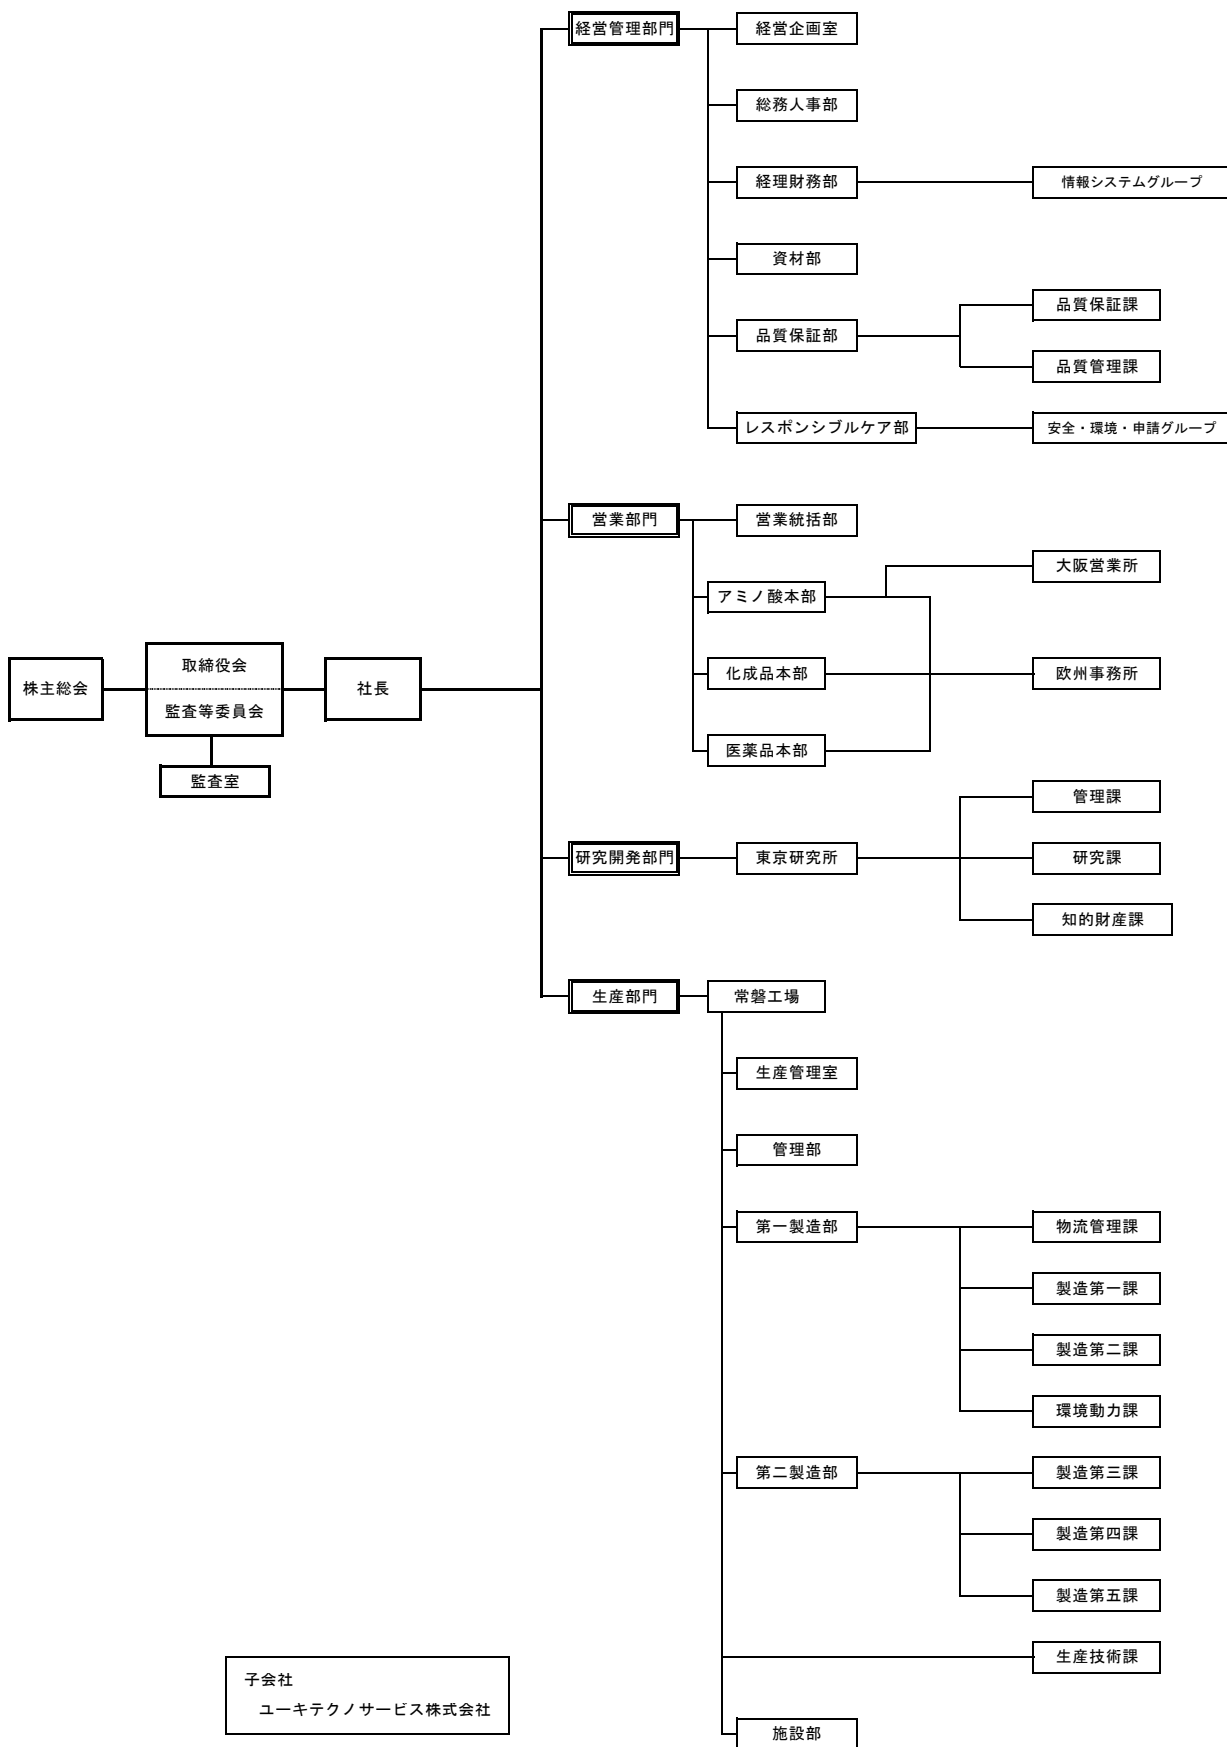 経営管理部門
経営企画室
総務人事部
経理財務部
情報システムグループ
資材部
品質保証部
品質保証課
品質管理課
レスポンシブルケア部
安全・環境・申請グループ
営業部門
営業統括部
アミノ酸本部
大阪営業所
化成品本部
欧州事務所
医薬品本部
株主総会
取締役会
監査等委員会
社長
監査室
研究開発部門
東京研究所
管理課
研究課
知的財産課
生産部門
常磐工場
生産管理室
管理部
第一製造部
物流管理課
製造第一課
製造第二課
環境動力課
第二製造部
製造第三課
製造第四課
製造第五課
生産技術課
施設部
子会社
ユーキテクノサービス株式会社